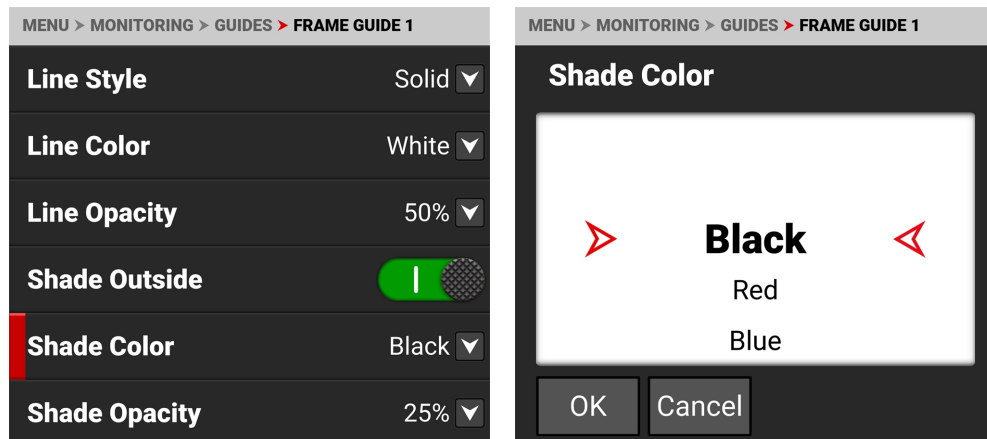 MENU > MONITORING > GUIDES > FRAME GUIDE 1
Line Style Solid
Line Color White
Line Opacity 50%
Shade Outside
Shade Color Black
Shade Opacity 25%
MENU > MONITORING > GUIDES > FRAME GUIDE 1
Shade Color
Black
Red
Blue
OK Cancel